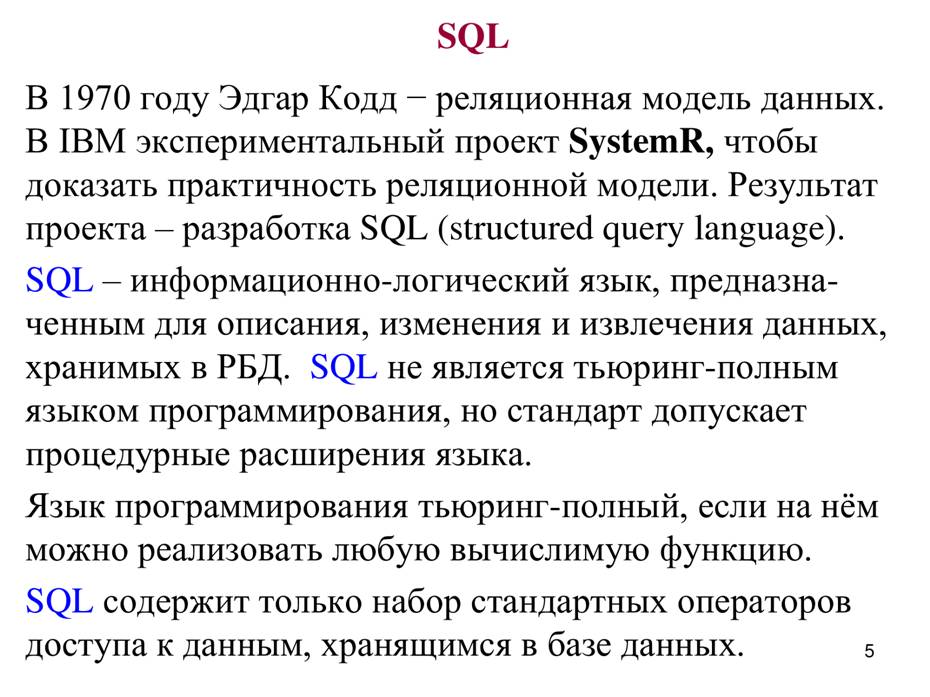 SQL
В 1970 году Эдгар Кодд − реляционная модель данных.
В IBM экспериментальный проект SystemR, чтобы
доказать практичность реляционной модели. Результат
проекта – разработка SQL (structured query language).
SQL – информационно-логический язык, предназна-
ченным для описания, изменения и извлечения данных,
хранимых в РБД. SQL не является тьюринг-полным
языком программирования, но стандарт допускает
процедурные расширения языка.
Язык программирования тьюринг-полный, если на нём
можно реализовать любую вычислимую функцию.
SQL содержит только набор стандартных операторов
доступа к данным, хранящимся в базе данных.
5